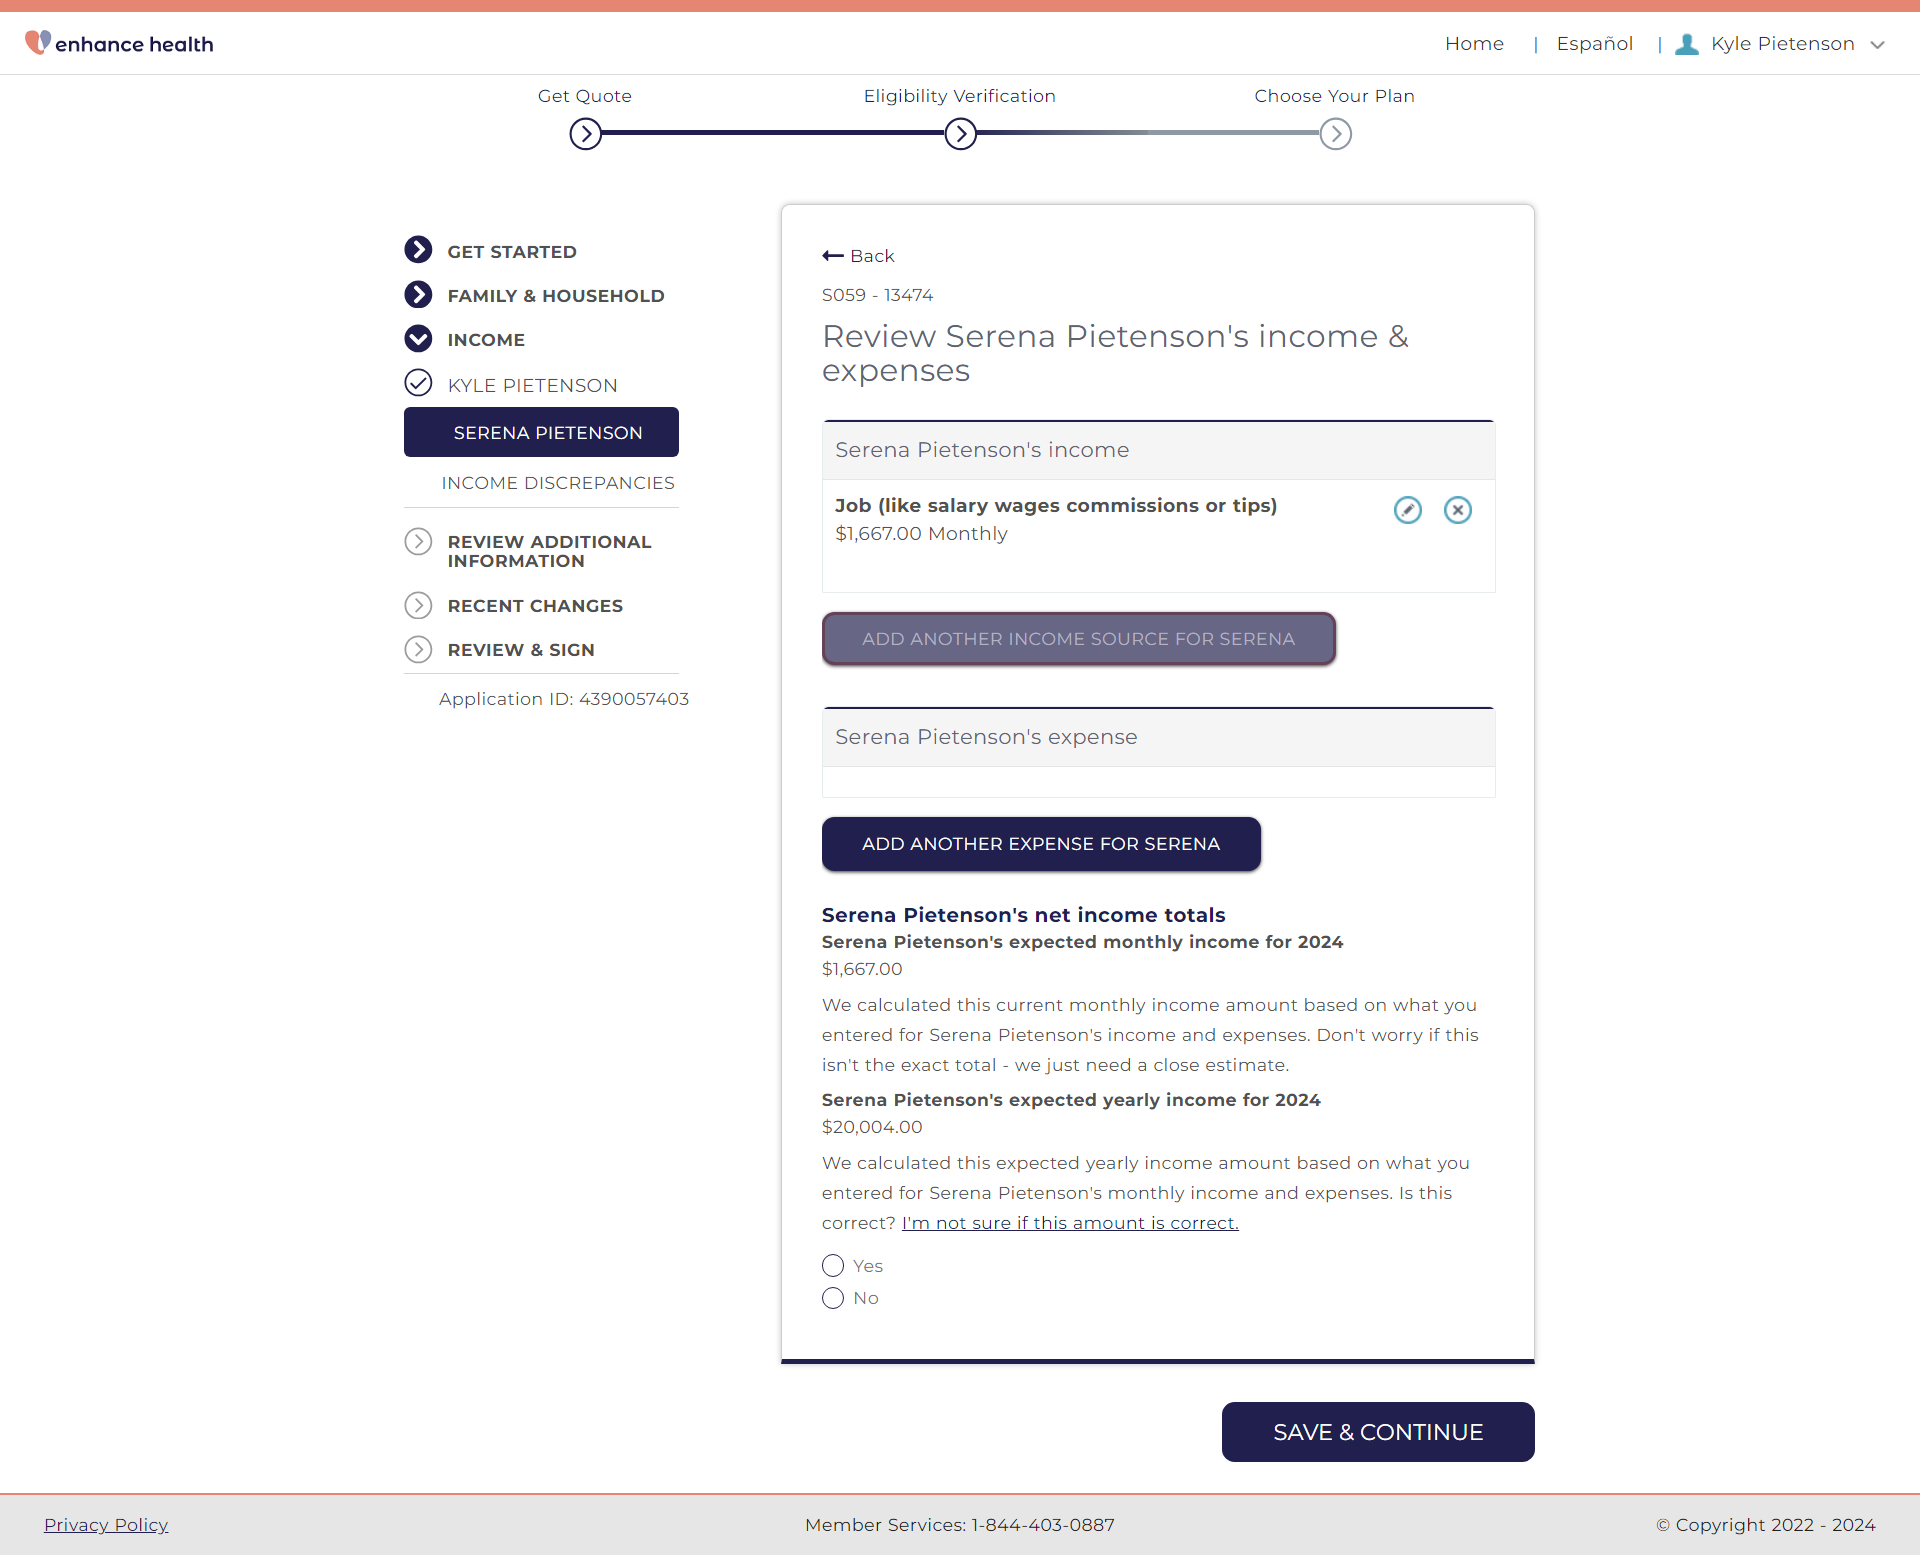 enhance health
Home | Español | Kyle Pietenson
Get Quote
Eligibility Verification
Choose Your Plan
GET STARTED
FAMILY & HOUSEHOLD
INCOME
KYLE PIETENSON
SERENA PIETENSON
INCOME DISCREPANCIES
REVIEW ADDITIONAL
INFORMATION
RECENT CHANGES
REVIEW & SIGN
Application ID: 4390057403
Back
S059 - 13474
Review Serena Pietenson's income &
expenses
Serena Pietenson's income
Job (like salary wages commissions or tips)
$1,667.00 Monthly
ADD ANOTHER INCOME SOURCE FOR SERENA
Serena Pietenson's expense
ADD ANOTHER EXPENSE FOR SERENA
Serena Pietenson's net income totals
Serena Pietenson's expected monthly income for 2024
$1,667.00
We calculated this current monthly income amount based on what you
entered for Serena Pietenson's income and expenses. Don't worry if this
isn't the exact total - we just need a close estimate.
Serena Pietenson's expected yearly income for 2024
$20,004.00
We calculated this expected yearly income amount based on what you
entered for Serena Pietenson's monthly income and expenses. Is this
correct? I'm not sure if this amount is correct.
Yes
No
SAVE & CONTINUE
Privacy Policy
Member Services: 1-844-403-0887
© Copyright 2022 - 2024